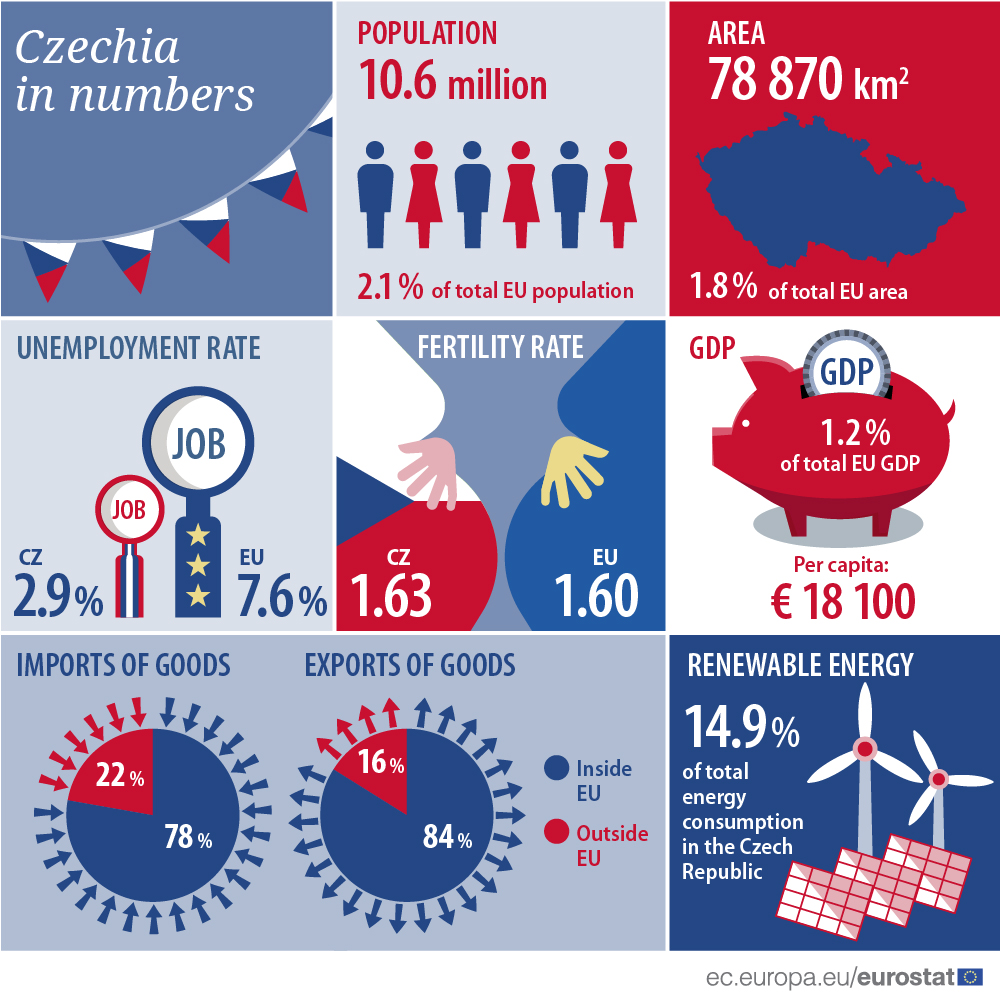 Czechia
in numbers
POPULATION
10.6 million
2.1 % of total EU population
AREA
78 870 km²
1.8 % of total EU area
UNEMPLOYMENT RATE
JOB
JOB
CZ
2.9 %
EU
7.6 %
FERTILITY RATE
CZ
1.63
EU
1.60
GDP
GDP
1.2 %
of total EU GDP
Per capita:
€ 18 100
IMPORTS OF GOODS
22 %
78 %
EXPORTS OF GOODS
16 %
84 %
Inside
EU
Outside
EU
RENEWABLE ENERGY
14.9 %
of total
energy
consumption
in the Czech
Republic
ec.europa.eu/eurostat